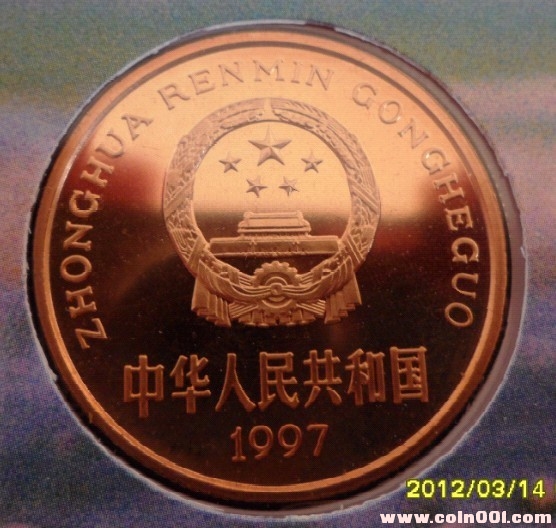 ZHONGHUA RENMIN GONGHEGUO
中华人民共和国
1997
2012/03/14
www.coin001.com